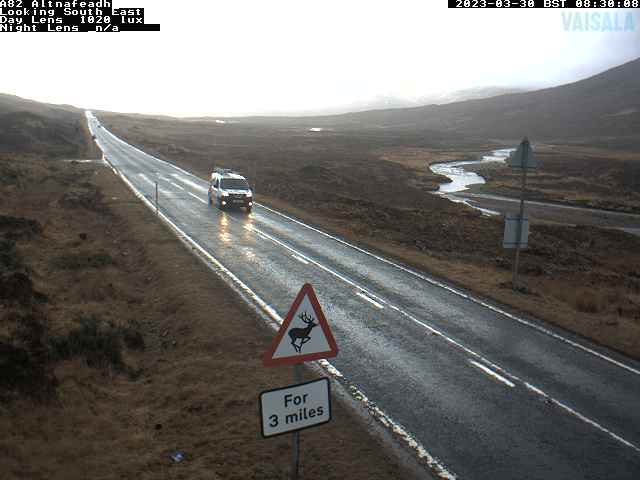 A82 Altnafeadh
Looking South East
Day Lens 1020 lux
Night Lens n/a
2023-03-30 BST 08:30:08
VAISALA
For
3 miles